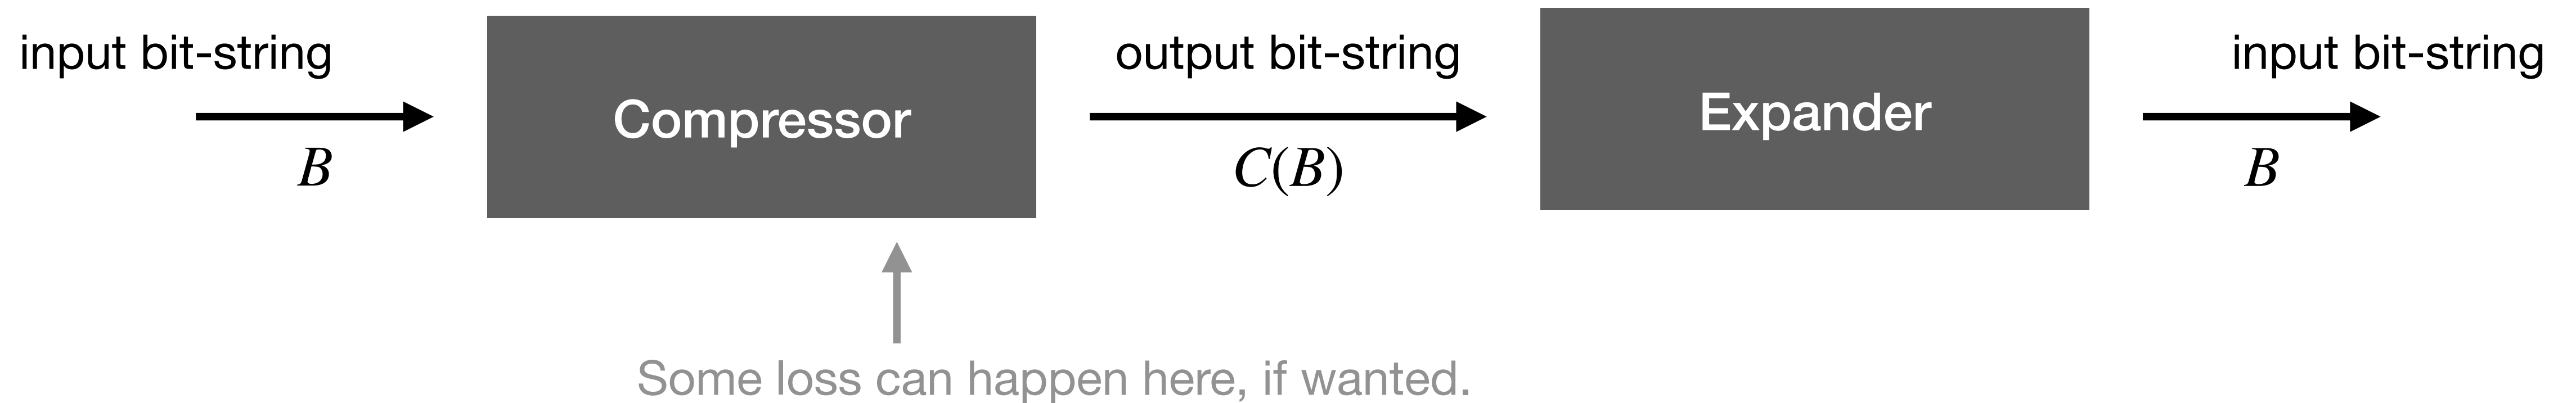 input bit-string
B
Compressor
output bit-string
C(B)
Expander
input bit-string
B
Some loss can happen here, if wanted.